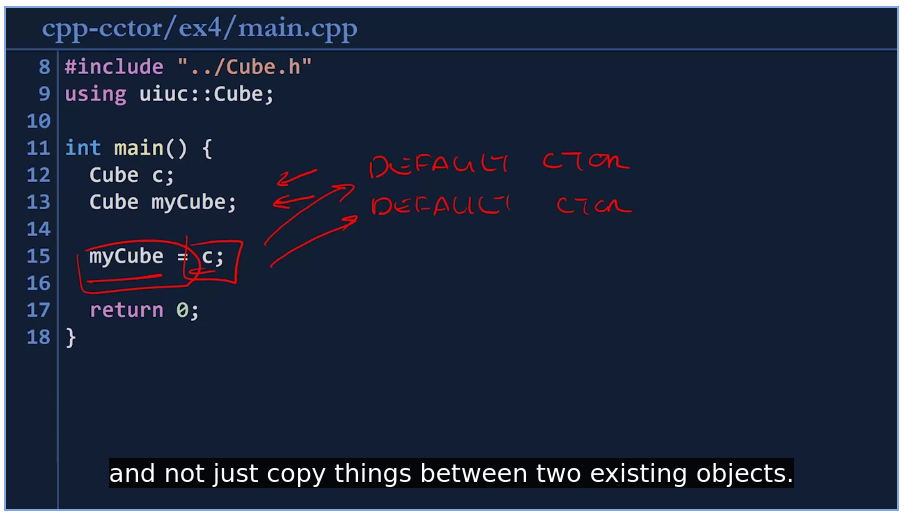 cpp-cctor/ex4/main.cpp
8 #include "../Cube.h"
9 using uiuc::Cube;
10
11 int main() {
12 Cube c; DEFAULT CTOR
13 Cube myCube; DEFAULT CTOR
14
15 myCube = c;
16
17 return 0;
18 }
and not just copy things between two existing objects.